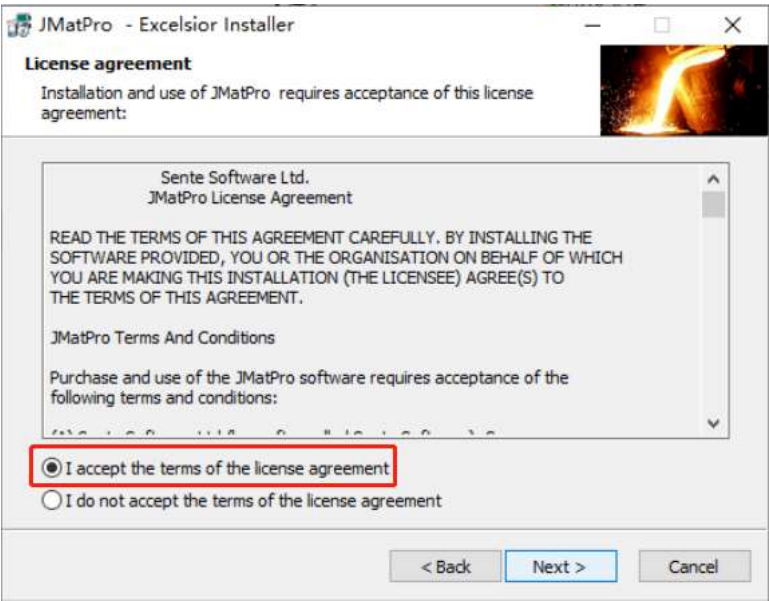 JMatPro - Excelsior Installer
License agreement
Installation and use of JMatPro requires acceptance of this license
agreement:
Sente Software Ltd.
JMatPro License Agreement
READ THE TERMS OF THIS AGREEMENT CAREFULLY. BY INSTALLING THE
SOFTWARE PROVIDED, YOU OR THE ORGANISATION ON BEHALF OF WHICH
YOU ARE MAKING THIS INSTALLATION (THE LICENSEE) AGREE(S) TO
THE TERMS OF THIS AGREEMENT.
JMatPro Terms And Conditions
Purchase and use of the JMatPro software requires acceptance of the
following terms and conditions:
I accept the terms of the license agreement
I do not accept the terms of the license agreement
< Back
Next >
Cancel